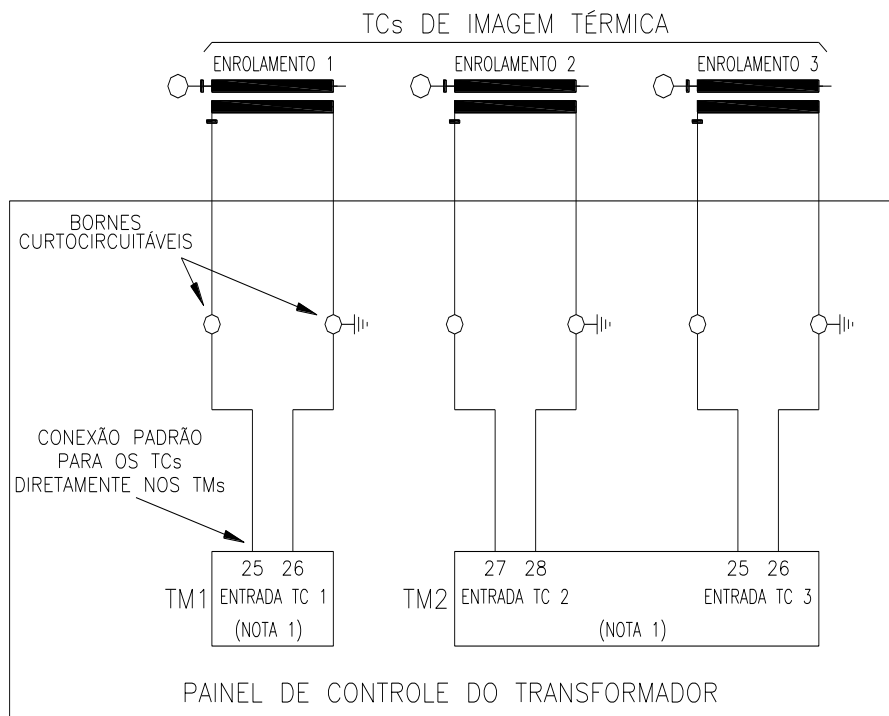 TCs DE IMAGEM TÉRMICA
ENROLAMENTO 1
ENROLAMENTO 2
ENROLAMENTO 3
BORNES
CURTOCIRCUITÁVEIS
CONEXÃO PADRÃO
PARA OS TCs
DIRETAMENTE NOS TMs
25 26
27 28
25 26
TM1
ENTRADA TC 1
(NOTA 1)
TM2
ENTRADA TC 2
ENTRADA TC 3
(NOTA 1)
PAINEL DE CONTROLE DO TRANSFORMADOR